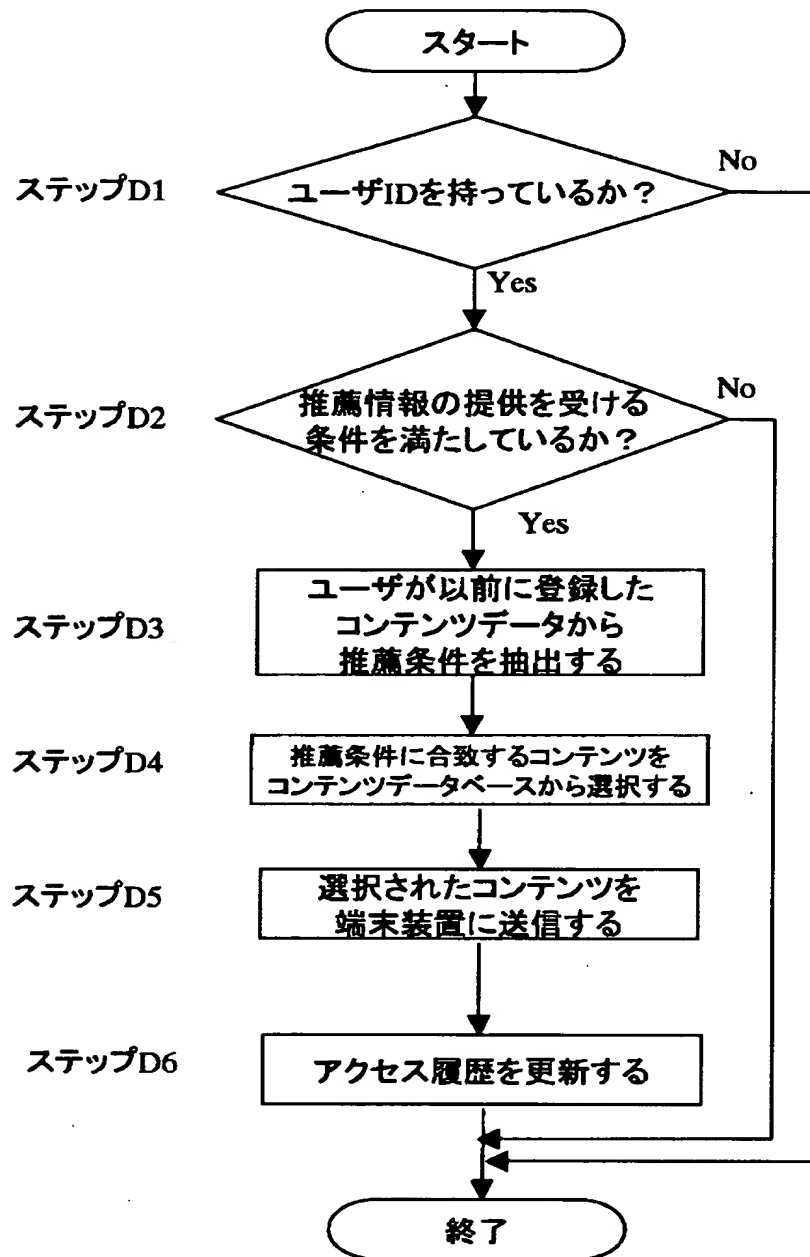 スタート
ステップD1
ユーザIDを持っているか？
No
Yes
ステップD2
推薦情報の提供を受ける
条件を満たしているか？
No
Yes
ステップD3
ユーザが以前に登録した
コンテンツデータから
推薦条件を抽出する
ステップD4
推薦条件に合致するコンテンツを
コンテンツデータベースから選択する
ステップD5
選択されたコンテンツを
端末装置に送信する
ステップD6
アクセス履歴を更新する
終了